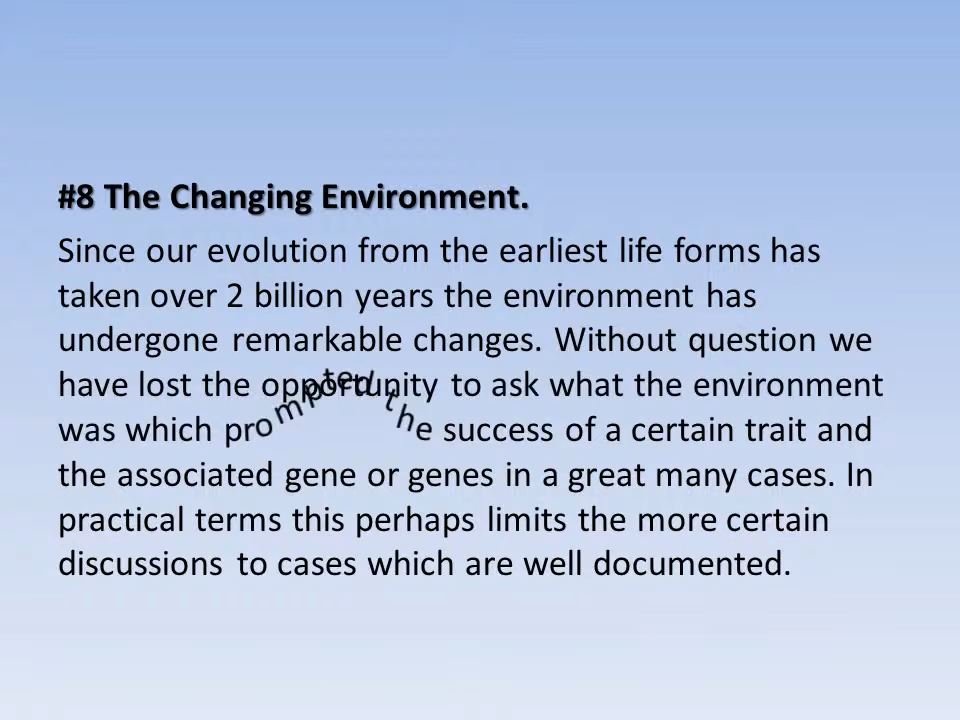 #8 The Changing Environment.
Since our evolution from the earliest life forms has
taken over 2 billion years the environment has
undergone remarkable changes. Without question we
have lost the opportunity to ask what the environment
was which prompted the success of a certain trait and
the associated gene or genes in a great many cases. In
practical terms this perhaps limits the more certain
discussions to cases which are well documented.